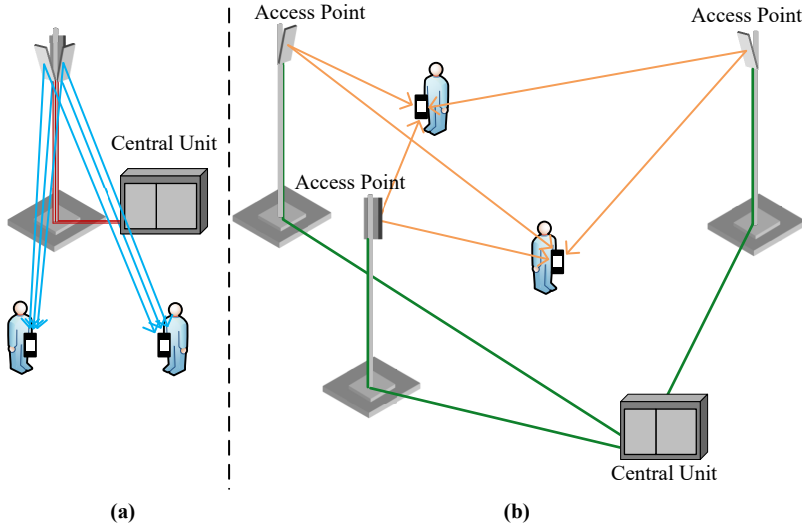 Access Point
Access Point
Central Unit
Access Point
Central Unit
(a)
(b)